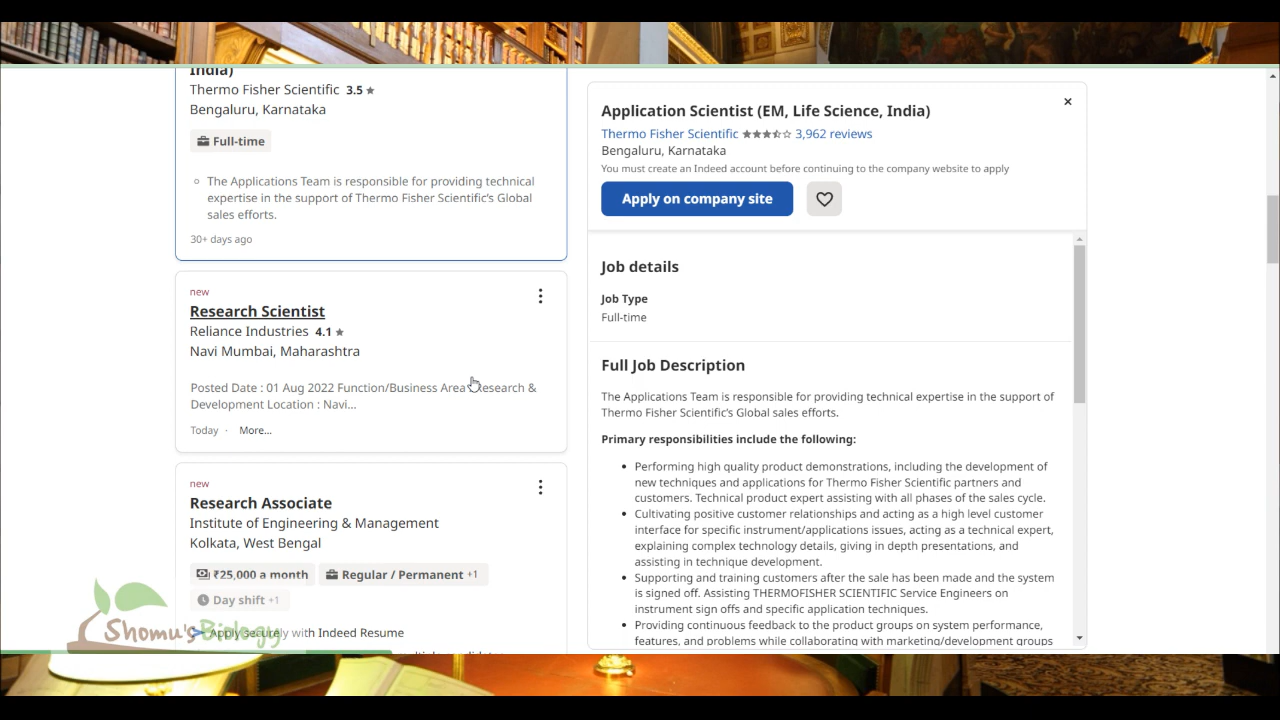 India)
Thermo Fisher Scientific 3.5 ★
Bengaluru, Karnataka
Full-time
The Applications Team is responsible for providing technical
expertise in the support of Thermo Fisher Scientific's Global
sales efforts.
30+ days ago
new
Research Scientist
Reliance Industries 4.1 ★
Navi Mumbai, Maharashtra
Posted Date : 01 Aug 2022 Function/Business Area : Research &
Development Location : Navi...
Today · More...
new
Research Associate
Institute of Engineering & Management
Kolkata, West Bengal
₹25,000 a month Regular / Permanent +1
Day shift +1
Apply securely with Indeed Resume
Shomu's Biology
Application Scientist (EM, Life Science, India)
Thermo Fisher Scientific 3,962 reviews
Bengaluru, Karnataka
You must create an Indeed account before continuing to the company website to apply
Apply on company site
Job details
Job Type
Full-time
Full Job Description
The Applications Team is responsible for providing technical expertise in the support of
Thermo Fisher Scientific's Global sales efforts.
Primary responsibilities include the following:
• Performing high quality product demonstrations, including the development of
new techniques and applications for Thermo Fisher Scientific partners and
customers. Technical product expert assisting with all phases of the sales cycle.
• Cultivating positive customer relationships and acting as a high level customer
interface for specific instrument/applications issues, acting as a technical expert,
explaining complex technology details, giving in depth presentations, and
assisting in technique development.
• Supporting and training customers after the sale has been made and the system
is signed off. Assisting THERMOFISHER SCIENTIFIC Service Engineers on
instrument sign offs and specific application techniques.
• Providing continuous feedback to the product groups on system performance,
features, and problems while collaborating with marketing/development groups